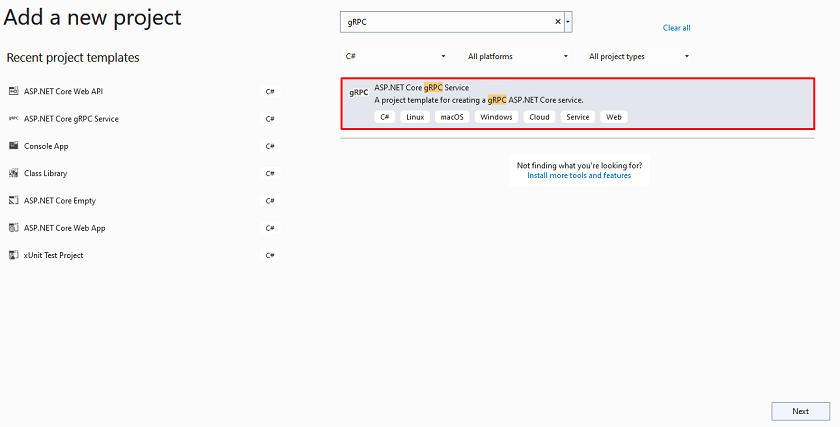 Add a new project
Recent project templates
ASP.NET Core Web API C#
gRPC ASP.NET Core gRPC Service C#
Console App C#
Class Library C#
ASP.NET Core Empty C#
ASP.NET Core Web App C#
xUnit Test Project C#
gRPC
Clear all
C# All platforms All project types
gRPC ASP.NET Core gRPC Service
A project template for creating a gRPC ASP.NET Core service.
C# Linux macOS Windows Cloud Service Web
Not finding what you're looking for?
Install more tools and features
Next